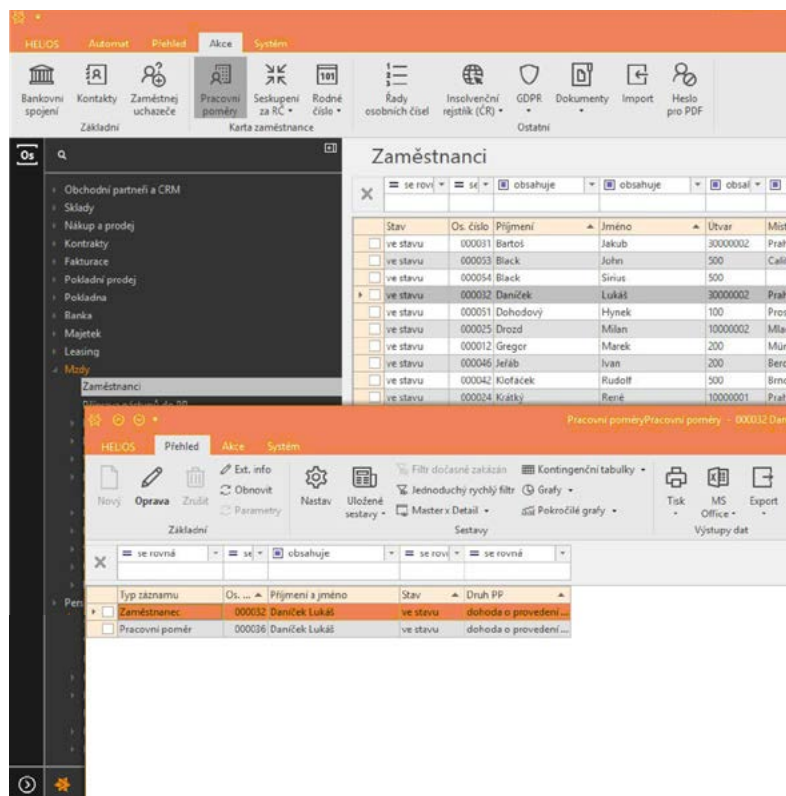 HELIOS Automat Přehled Akce Systém
Bankovní spojení Kontakty Zaměstnej uchazeče Pracovní poměry Seskupení za RČ Rodné číslo Řady osobních čísel Insolvenční rejstřík (ČR) GDPR Dokumenty Import Heslo pro PDF
Základní Karta zaměstnance Ostatní
Os
Obchodní partneři a CRM
Sklady
Nákup a prodej
Kontrakty
Fakturace
Pokladní prodej
Pokladna
Banka
Majetek
Leasing
Mzdy
Zaměstnanci
Zaměstnanci
= se = se obsahuje obsahuje
Stav Os. číslo Příjmení Jméno Útvar
ve stavu 000031 Bartoš Jakub 30000002
ve stavu 000053 Black John 500
ve stavu 000054 Black Sirius 500
ve stavu 000032 Daníček Lukáš 30000002
ve stavu 000051 Dohodový Hynek 100
ve stavu 000025 Drozd Milan 10000002
ve stavu 000012 Gregor Marek 200
ve stavu 000046 Jeřáb Ivan 200
ve stavu 000042 Klofáček Rudolf 500
ve stavu 000024 Krátký René 10000001
Pracovní poměryPracovní poměry - 000032
HELIOS Přehled Akce Systém
Nový Oprava Zrušit Ext. info Obnovit Parametry Nastav Uložené sestavy Filtr dočasně zakázán Jednoduchý rychlý filtr Master x Detail Kontingenční tabulky Grafy Pokročilé grafy Tisk MS Office Export
Základní Sestavy Výstupy dat
= se rovná = se obsahuje = se = se rovná
Typ záznamu Os. ... Příjmení a jméno Stav Druh PP
Zaměstnanec 000032 Daníček Lukáš ve stavu dohoda o provedení ...
Pracovní poměr 000036 Daníček Lukáš ve stavu dohoda o provedení ...